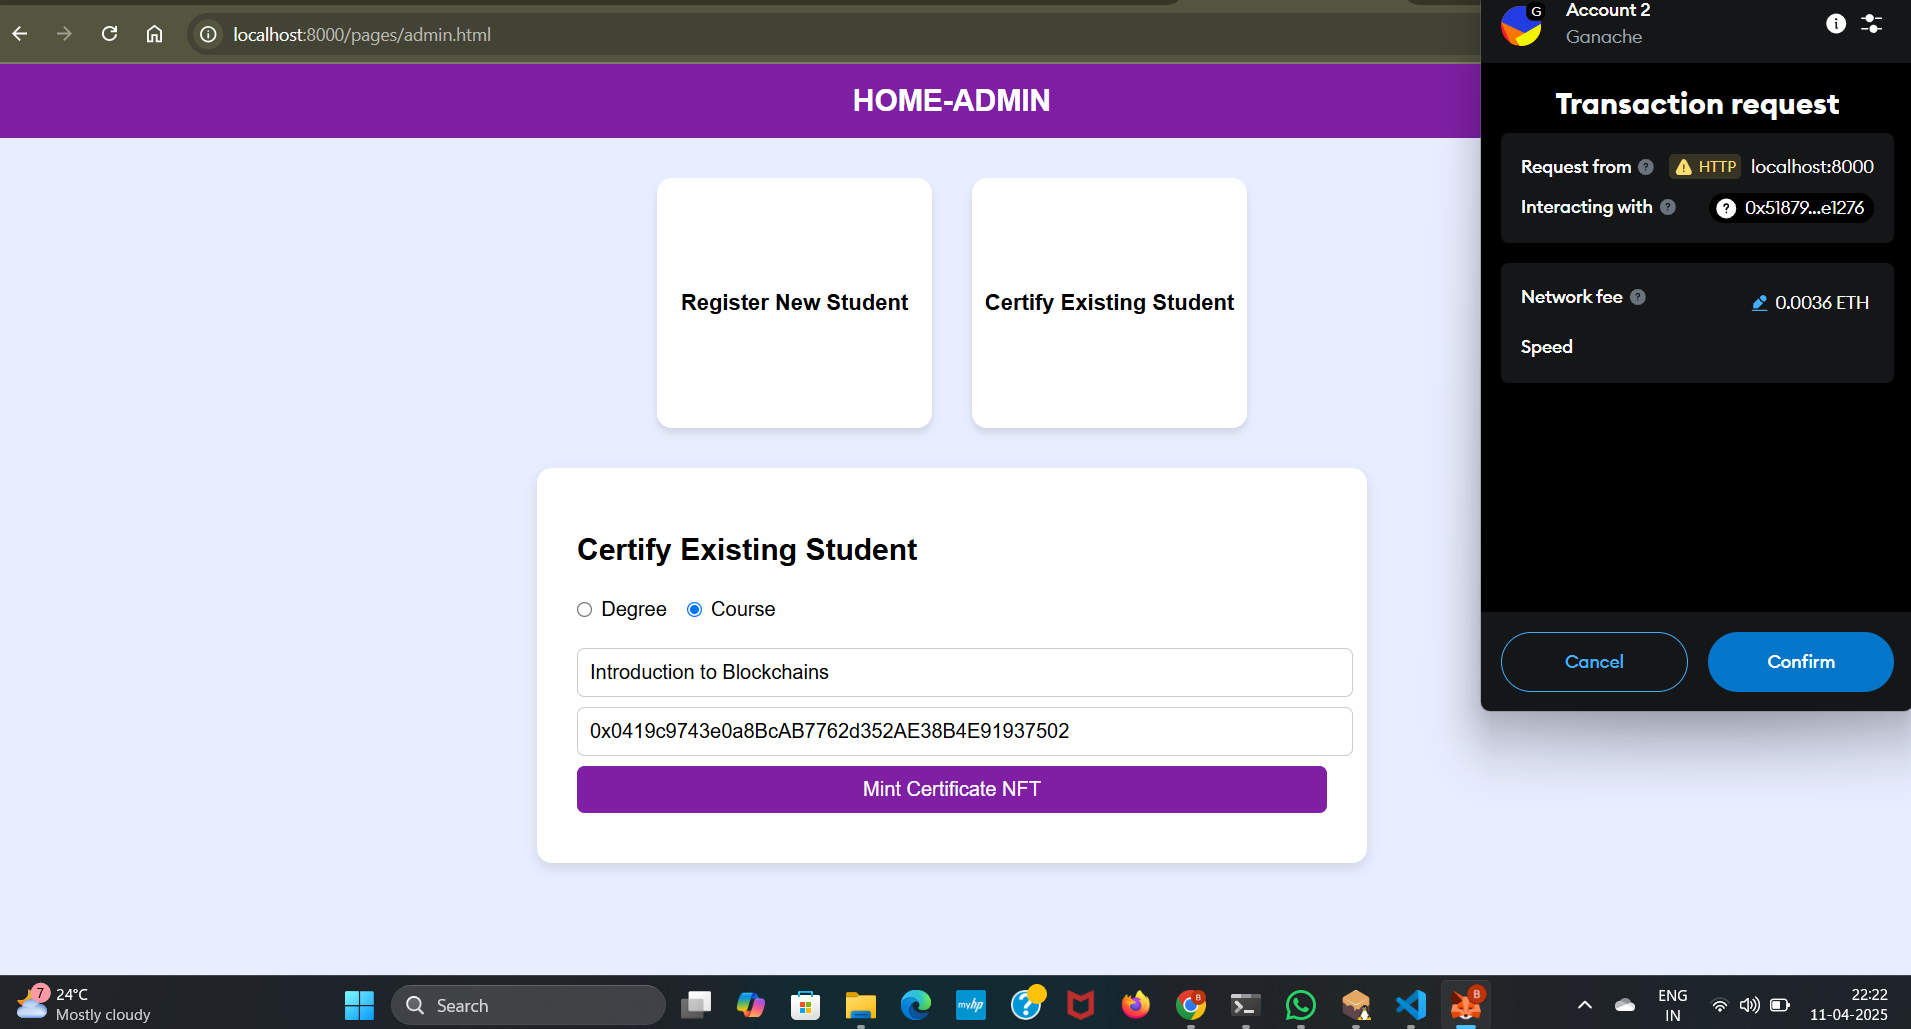 localhost:8000/pages/admin.html
HOME-ADMIN
Register New Student
Certify Existing Student
Certify Existing Student
Degree Course
Introduction to Blockchains
0x0419c9743e0a8BcAB7762d352AE38B4E91937502
Mint Certificate NFT
G
Account 2
Ganache
Transaction request
Request from HTTP localhost:8000
Interacting with 0x51879...e1276
Network fee 0.0036 ETH
Speed
Cancel Confirm
7
24°C
Mostly cloudy
Search
myhp
B
B
ENG
IN
22:22
11-04-2025